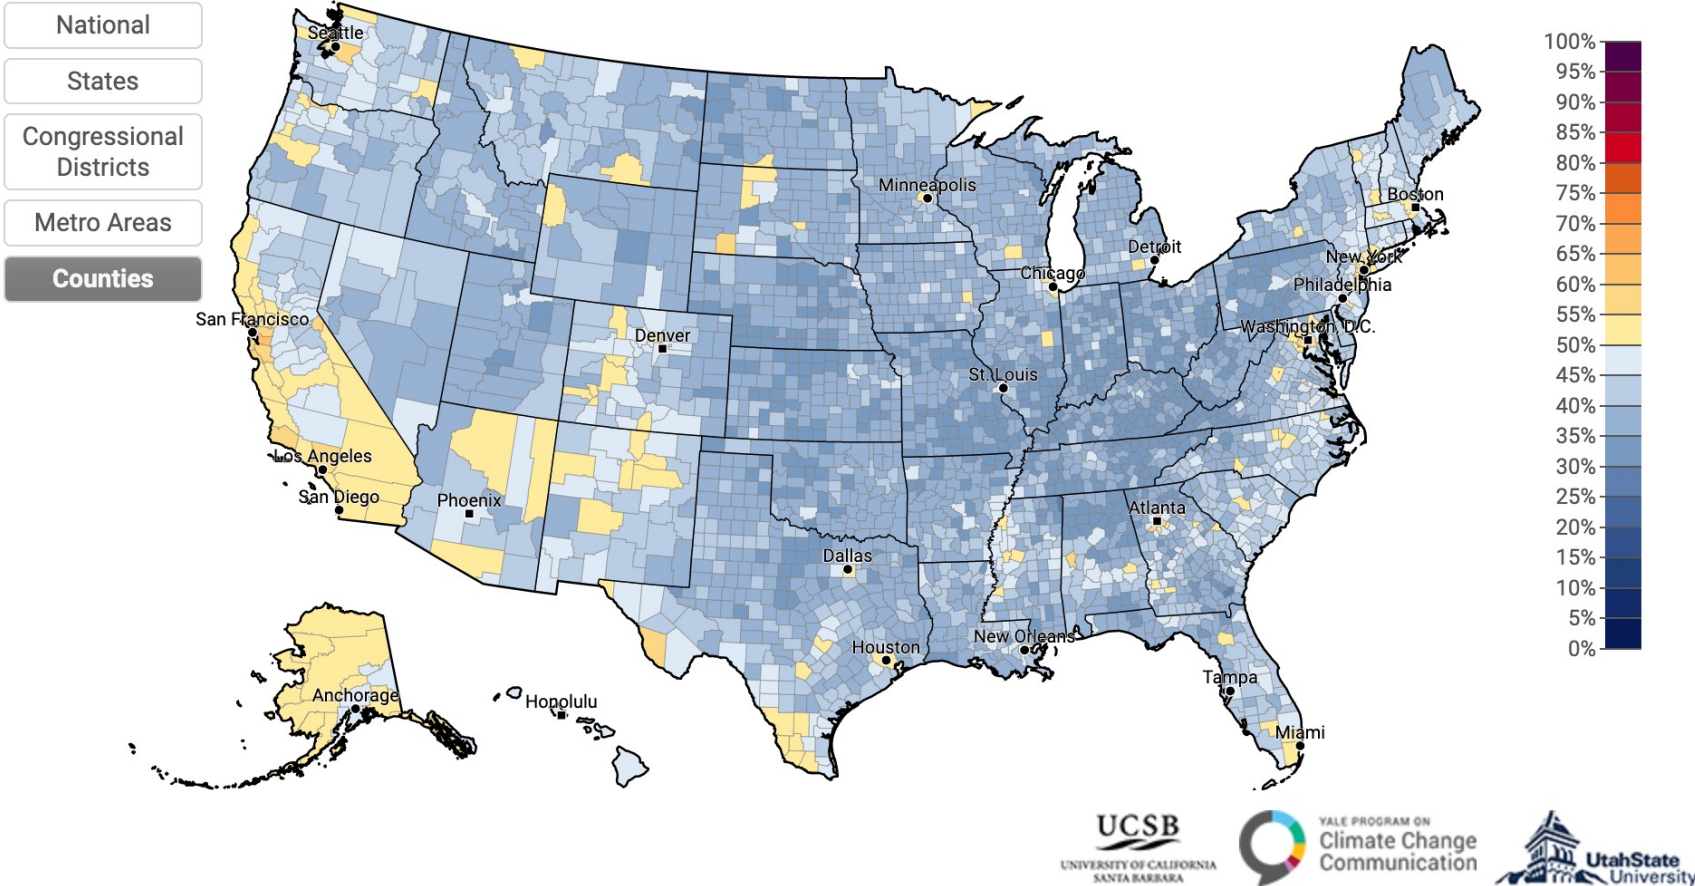 National
States
Congressional
Districts
Metro Areas
Counties
Seattle
Minneapolis
Boston
Detroit
New York
Chicago
Philadelphia
San Francisco
Washington, D.C.
Denver
St. Louis
Los Angeles
San Diego
Phoenix
Atlanta
Dallas
New Orleans
Houston
Tampa
Anchorage
Honolulu
Miami
100%
95%
90%
85%
80%
75%
70%
65%
60%
55%
50%
45%
40%
35%
30%
25%
20%
15%
10%
5%
0%
UCSB
UNIVERSITY OF CALIFORNIA
SANTA BARBARA
YALE PROGRAM ON
Climate Change
Communication
UtahState
University